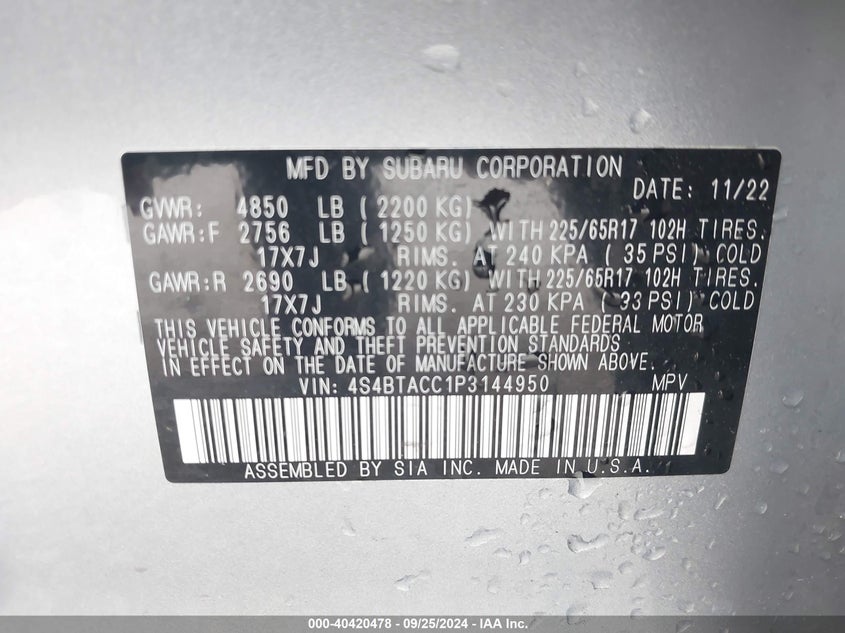 MFD BY SUBARU CORPORATION
DATE: 11/22
GVWR: 4850 LB ( 2200 KG)
GAWR:F 2756 LB ( 1250 KG) WITH 225/65R17 102H TIRES.
17X7J RIMS. AT 240 KPA ( 35 PSI) COLD
GAWR:R 2690 LB ( 1220 KG) WITH 225/65R17 102H TIRES.
17X7J RIMS. AT 230 KPA ( 33 PSI) COLD
THIS VEHICLE CONFORMS TO ALL APPLICABLE FEDERAL MOTOR
VEHICLE SAFETY AND THEFT PREVENTION STANDARDS
IN EFFECT ON THE DATE OF MANUFACTURE SHOWN ABOVE.
VIN: 4S4BTACC1P3144950 MPV
ASSEMBLED BY SIA INC. MADE IN U.S.A.
000-40420478 - 09/25/2024 - IAA Inc.